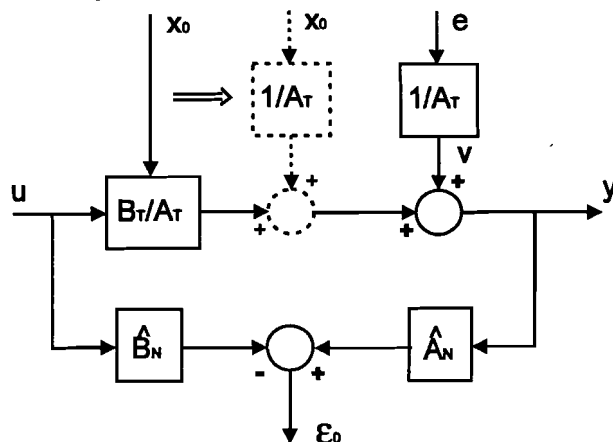 x₀ x₀ e
1/A_T 1/A_T
v
+ +
u B_T/A_T y
+ +
B̂_N Â_N
- +
ε₀